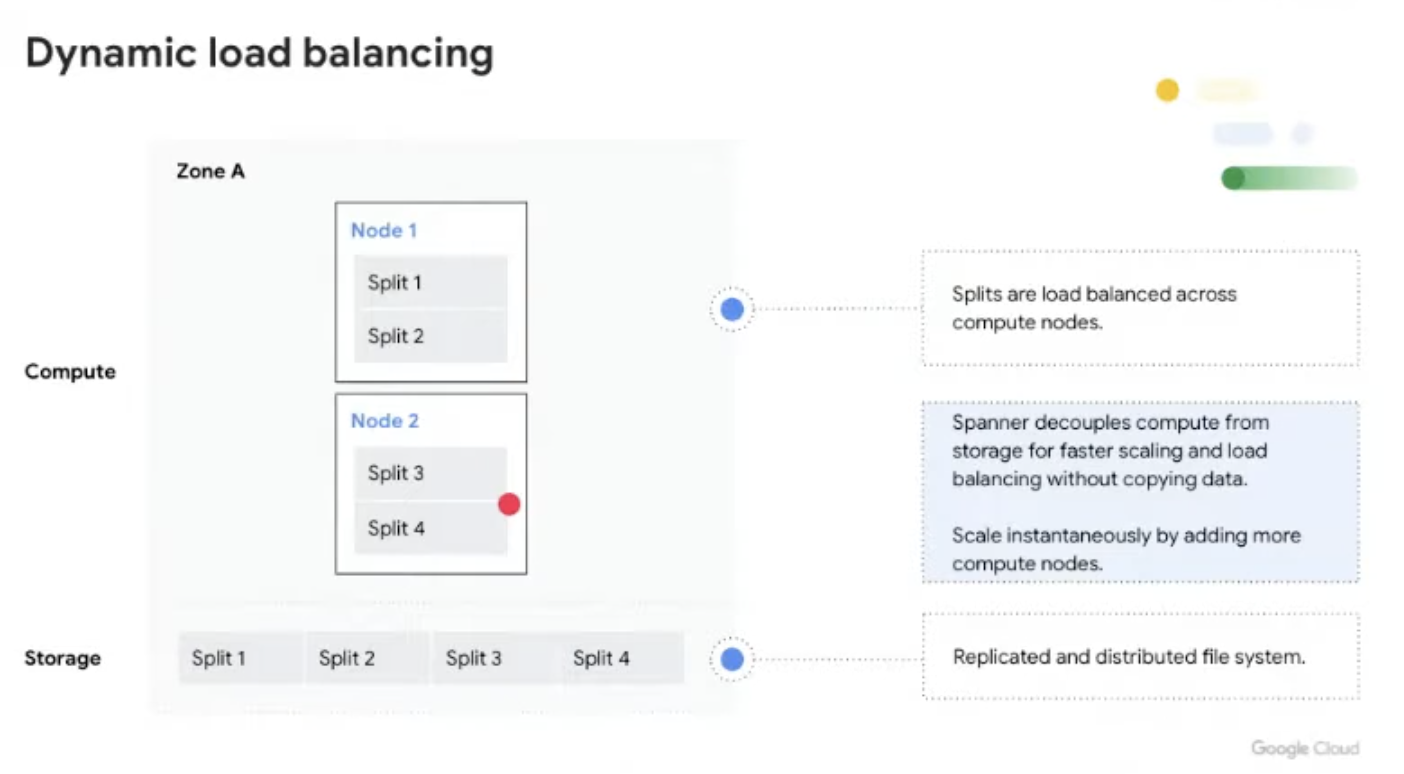 Dynamic load balancing
Zone A
Node 1
Split 1
Split 2
Compute
Node 2
Split 3
Split 4
Storage
Split 1
Split 2
Split 3
Split 4
Splits are load balanced across
compute nodes.
Spanner decouples compute from
storage for faster scaling and load
balancing without copying data.
Scale instantaneously by adding more
compute nodes.
Replicated and distributed file system.
Google Cloud